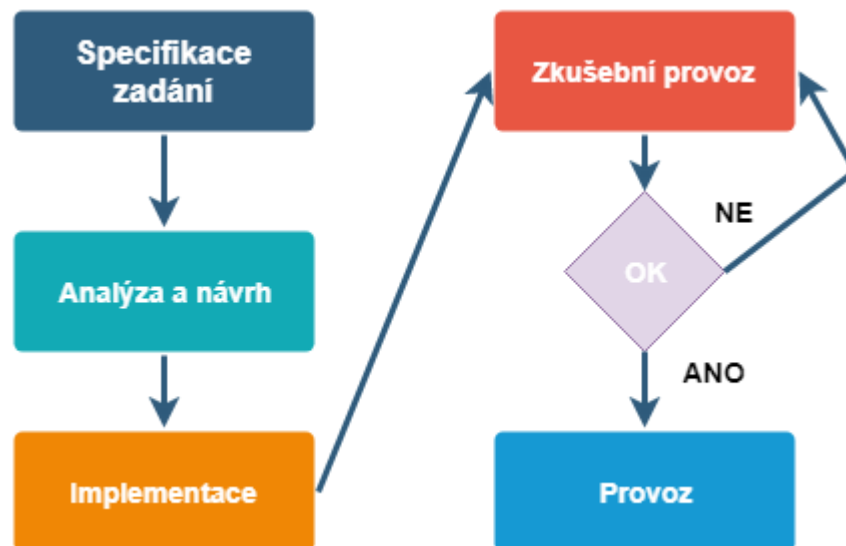 Specifikace
zadání
Analýza a návrh
Implementace
Zkušební provoz
OK
NE
ANO
Provoz